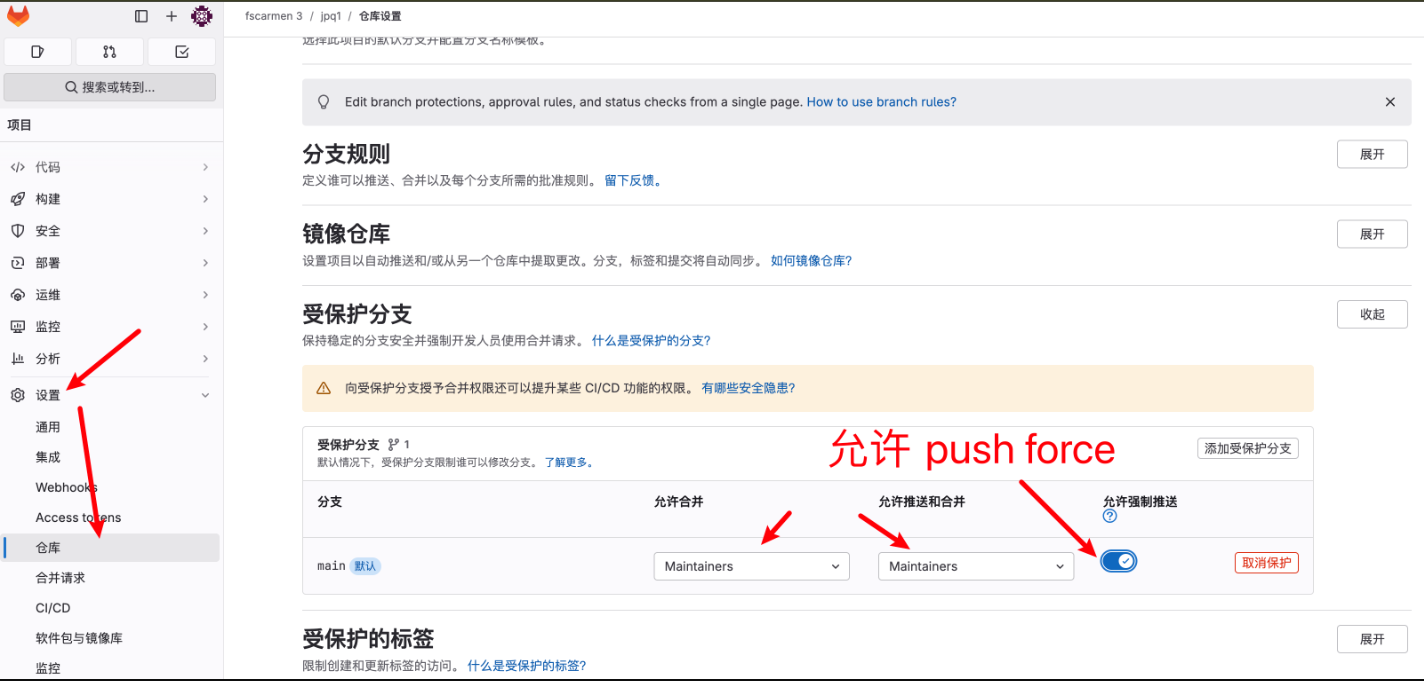 fscarmen 3 / jpq1 / 仓库设置
搜索或转到...
项目
代码
构建
安全
部署
运维
监控
分析
设置
通用
集成
Webhooks
Access tokens
仓库
合并请求
CI/CD
软件包与镜像库
监控
选择此项目的默认分支并配置分支名称模板。
Edit branch protections, approval rules, and status checks from a single page. How to use branch rules?
分支规则
展开
定义谁可以推送、合并以及每个分支所需的批准规则。 留下反馈。
镜像仓库
展开
设置项目以自动推送和/或从另一个仓库中提取更改。分支，标签和提交将自动同步。 如何镜像仓库?
受保护分支
收起
保持稳定的分支安全并强制开发人员使用合并请求。 什么是受保护的分支?
向受保护分支授予合并权限还可以提升某些 CI/CD 功能的权限。 有哪些安全隐患?
受保护分支 1
默认情况下，受保护分支限制谁可以修改分支。 了解更多。
允许 push force
添加受保护分支
分支 允许合并 允许推送和合并 允许强制推送
main 默认 Maintainers Maintainers 取消保护
受保护的标签
展开
限制创建和更新标签的访问。 什么是受保护的标签?